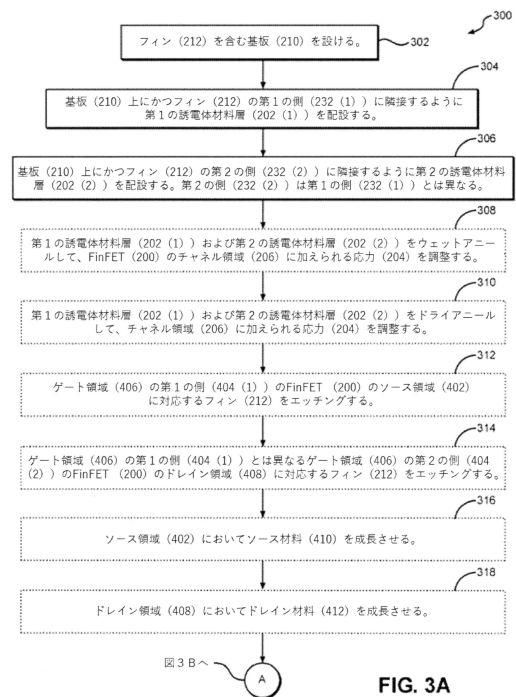 300
フィン（212）を含む基板（210）を設ける。
302
304
基板（210）上にかつフィン（212）の第1の側（232（1））に隣接するように
第1の誘電体材料層（202（1））を配設する。
306
基板（210）上にかつフィン（212）の第2の側（232（2））に隣接するように第2の誘電体材料
層（202（2））を配設する。第2の側（232（2））は第1の側（232（1））とは異なる。
308
第1の誘電体材料層（202（1））および第2の誘電体材料層（202（2））をウェットアニー
ルして、FinFET（200）のチャネル領域（206）に加えられる応力（204）を調整する。
310
第1の誘電体材料層（202（1））および第2の誘電体材料層（202（2））をドライアニール
して、チャネル領域（206）に加えられる応力（204）を調整する。
312
ゲート領域（406）の第1の側（404（1））のFinFET（200）のソース領域（402）
に対応するフィン（212）をエッチングする。
314
ゲート領域（406）の第1の側（404（1））とは異なるゲート領域（406）の第2の側（404
（2））のFinFET（200）のドレイン領域（408）に対応するフィン（212）をエッチングする。
316
ソース領域（402）においてソース材料（410）を成長させる。
318
ドレイン領域（408）においてドレイン材料（412）を成長させる。
図3Bへ
A
FIG. 3A